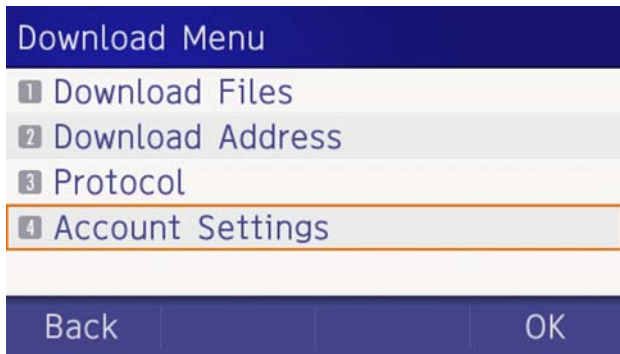 Download Menu
1 Download Files
2 Download Address
3 Protocol
4 Account Settings
Back OK